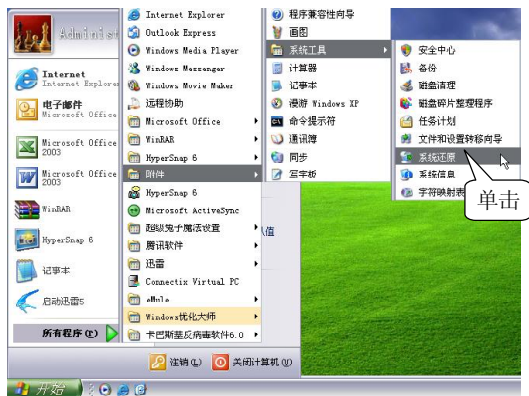 Administ
Internet
Internet Explorer
电子邮件
Microsoft Office
Microsoft Office
2003
Microsoft Office
2003
WinRAR
HyperSnap 6
记事本
启动迅雷5
所有程序(P)
Internet Explorer
Outlook Express
Windows Media Player
Windows Messenger
Windows Movie Maker
远程协助
Microsoft Office
WinRAR
HyperSnap 6
附件
HyperSnap 6
Microsoft ActiveSync
超级兔子魔法设置
腾讯软件
迅雷
Connectix Virtual PC
eMule
Windows优化大师
卡巴斯基反病毒软件6.0
程序兼容性向导
画图
系统工具
计算器
记事本
漫游 Windows XP
命令提示符
通讯簿
同步
写字板
安全中心
备份
磁盘清理
磁盘碎片整理程序
任务计划
文件和设置转移向导
系统还原
系统信息
字符映射表
单击
值
注销(L)
关闭计算机(U)
开始